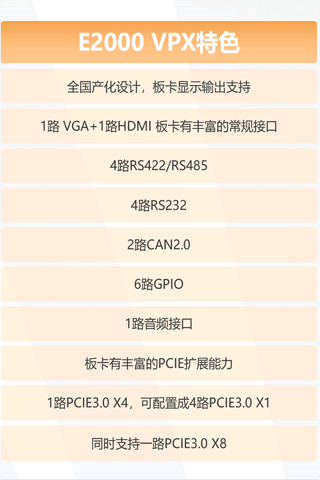 E2000 VPX特色
全国产化设计，板卡显示输出支持
1路 VGA+1路HDMI 板卡有丰富的常规接口
4路RS422/RS485
4路RS232
2路CAN2.0
6路GPIO
1路音频接口
板卡有丰富的PCIE扩展能力
1路PCIE3.0 X4，可配置成4路PCIE3.0 X1
同时支持一路PCIE3.0 X8